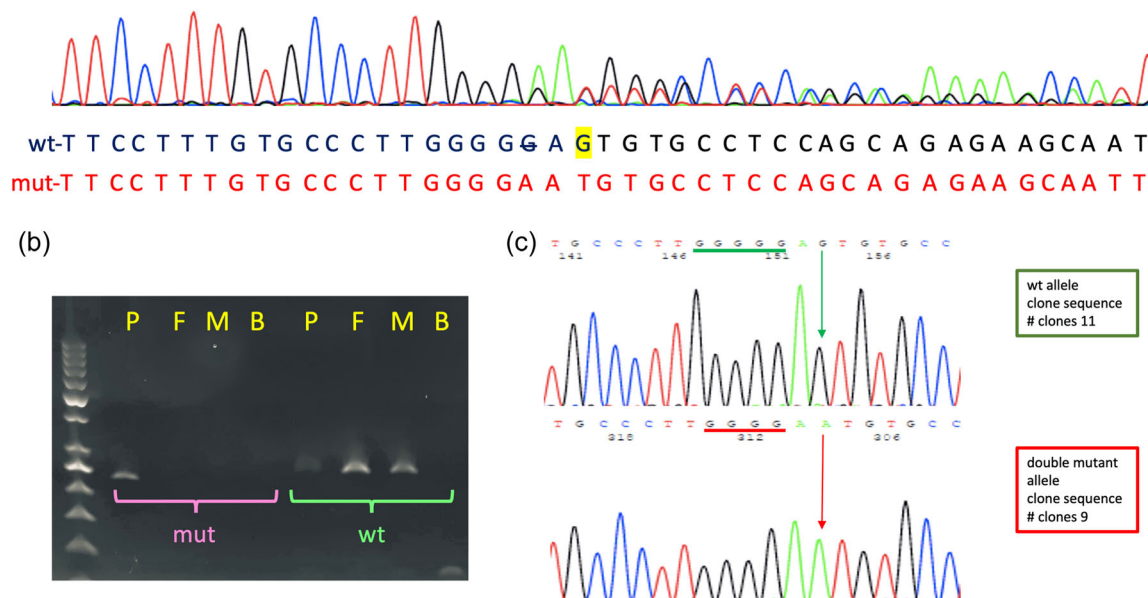 wt-T T C C T T T G T G C C C T T G G G G G A G T G T G C C T C C A G C A G A G A A G C A A T
mut-T T C C T T T G T G C C C T T G G G G A A T G T G C C T C C A G C A G A G A A G C A A T T
(b)
P F M B P F M B
mut wt
(c)
T G C C C T T G G G G G A G T G T G C C
141 146 151 156
wt allele
clone sequence
# clones 11
T G C C C T T G G G G A A T G T G C C
318 312 306
double mutant
allele
clone sequence
# clones 9